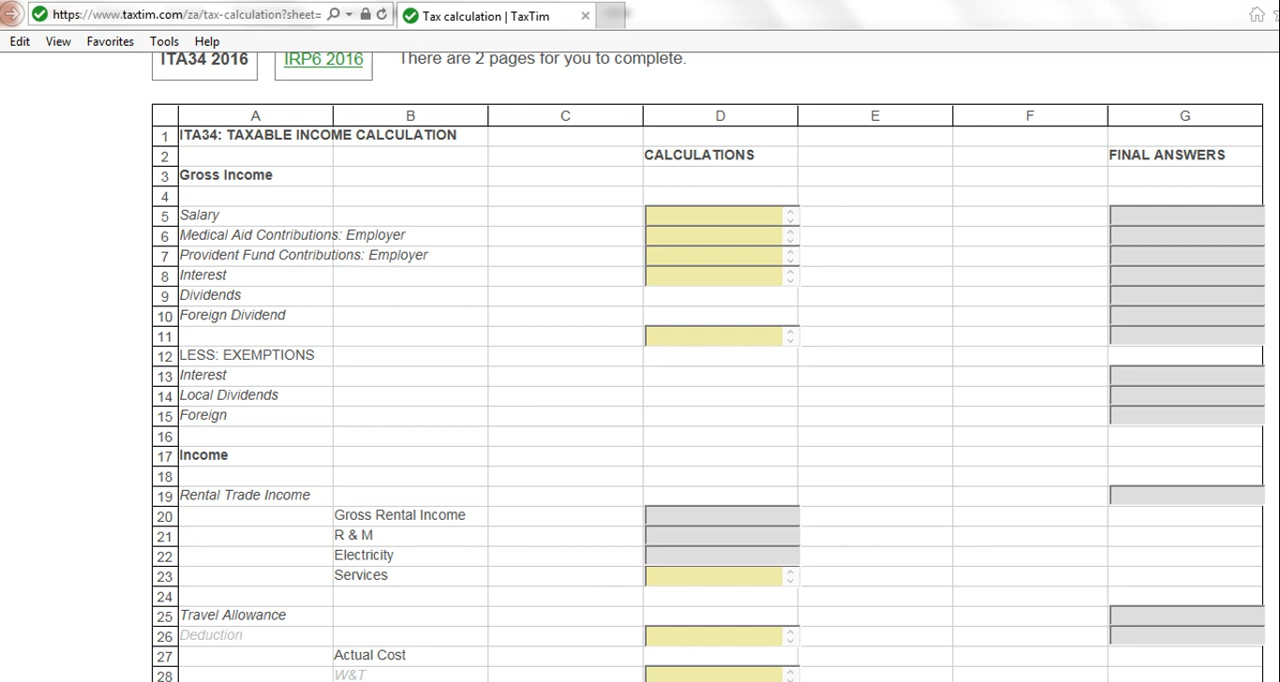 https://www.taxtim.com/za/tax-calculation?sheet=
Tax calculation | TaxTim
Edit View Favorites Tools Help
ITA34 2016 IRP6 2016 There are 2 pages for you to complete.
A B C D E F G
1 ITA34: TAXABLE INCOME CALCULATION
2 CALCULATIONS FINAL ANSWERS
3 Gross Income
4
5 Salary
6 Medical Aid Contributions: Employer
7 Provident Fund Contributions: Employer
8 Interest
9 Dividends
10 Foreign Dividend
11
12 LESS: EXEMPTIONS
13 Interest
14 Local Dividends
15 Foreign
16
17 Income
18
19 Rental Trade Income
20 Gross Rental Income
21 R & M
22 Electricity
23 Services
24
25 Travel Allowance
26 Deduction
27 Actual Cost
28 W&T